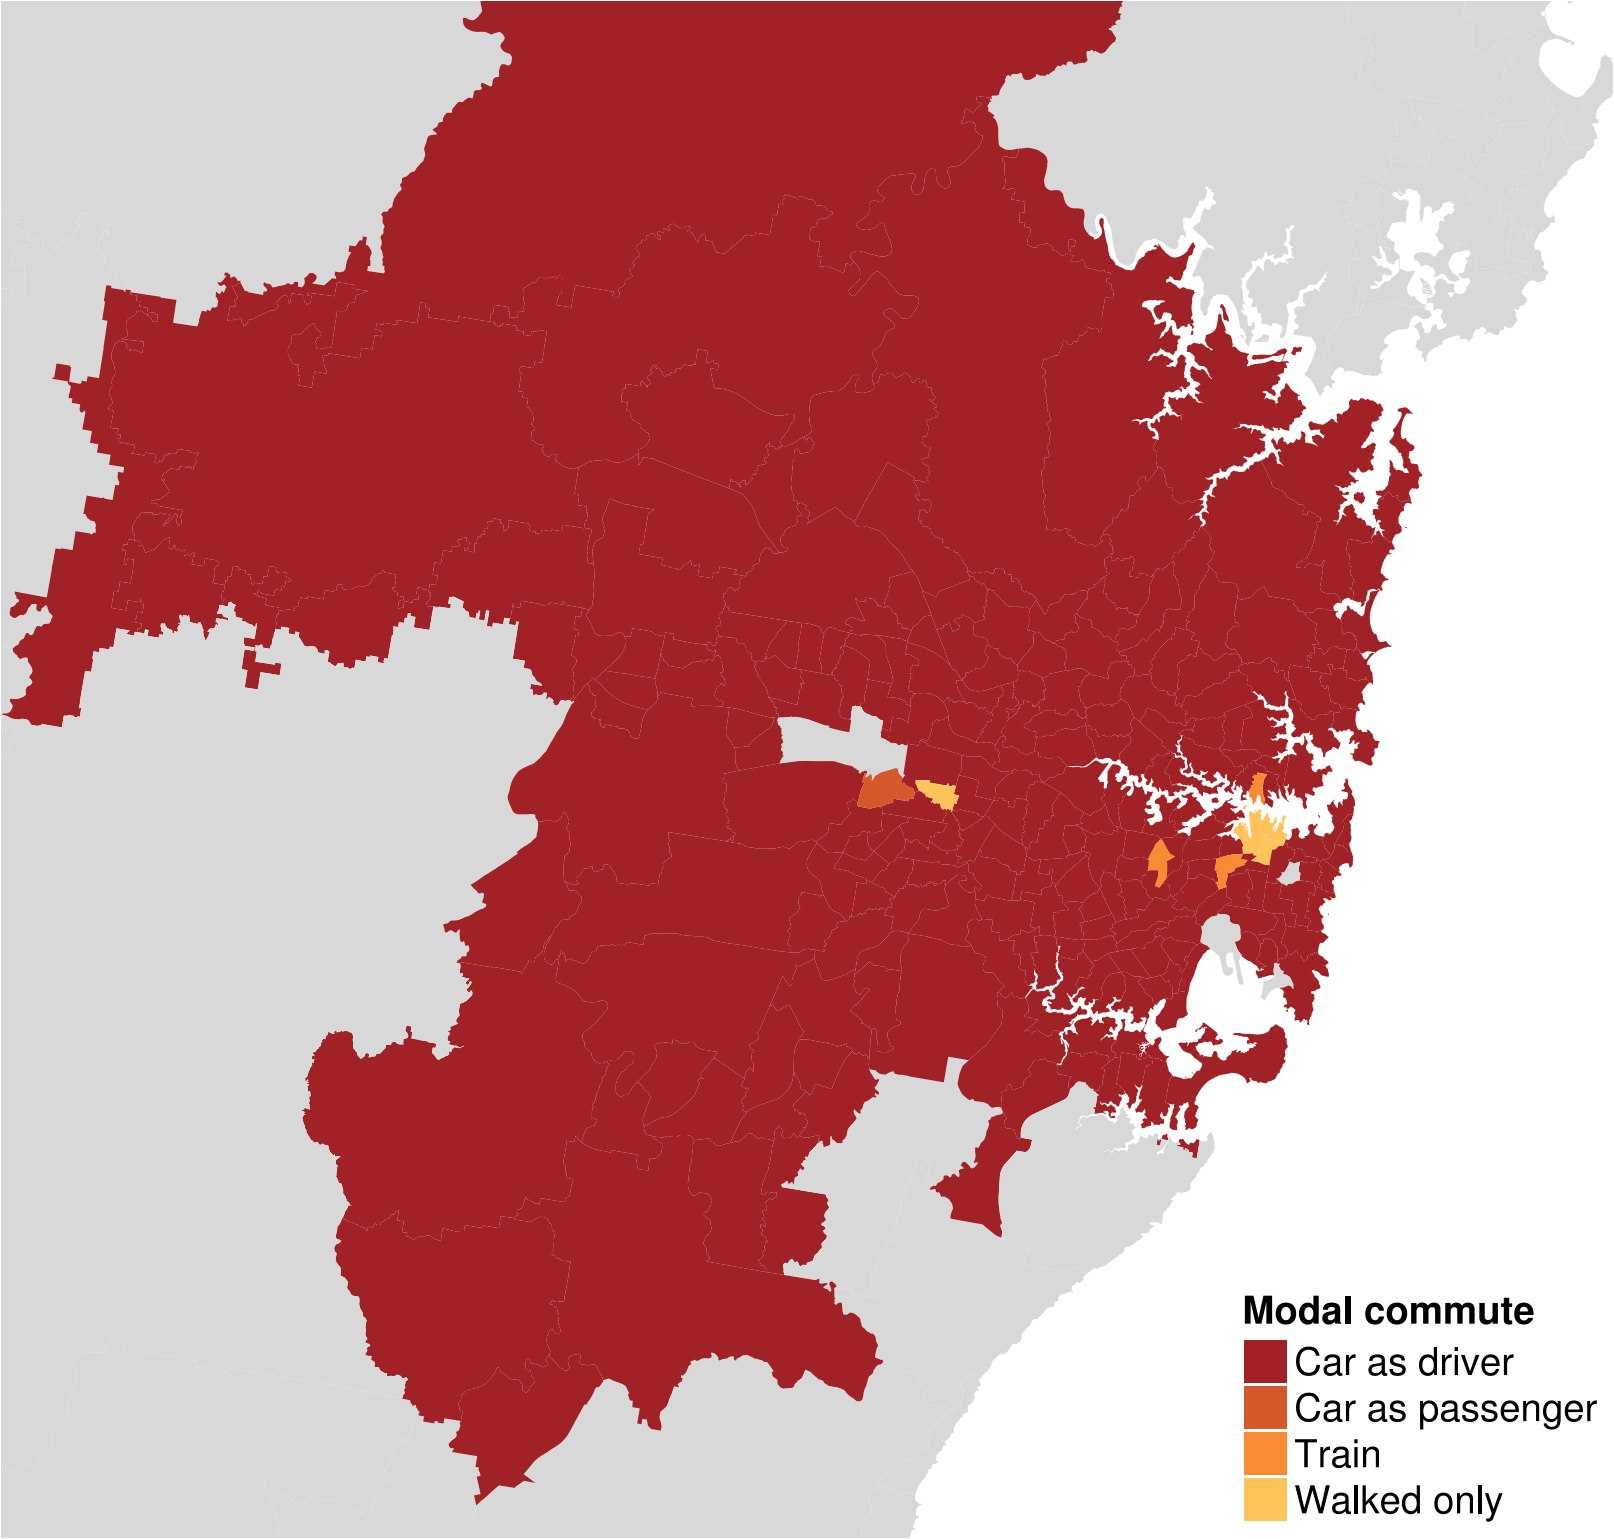 Modal commute
Car as driver
Car as passenger
Train
Walked only